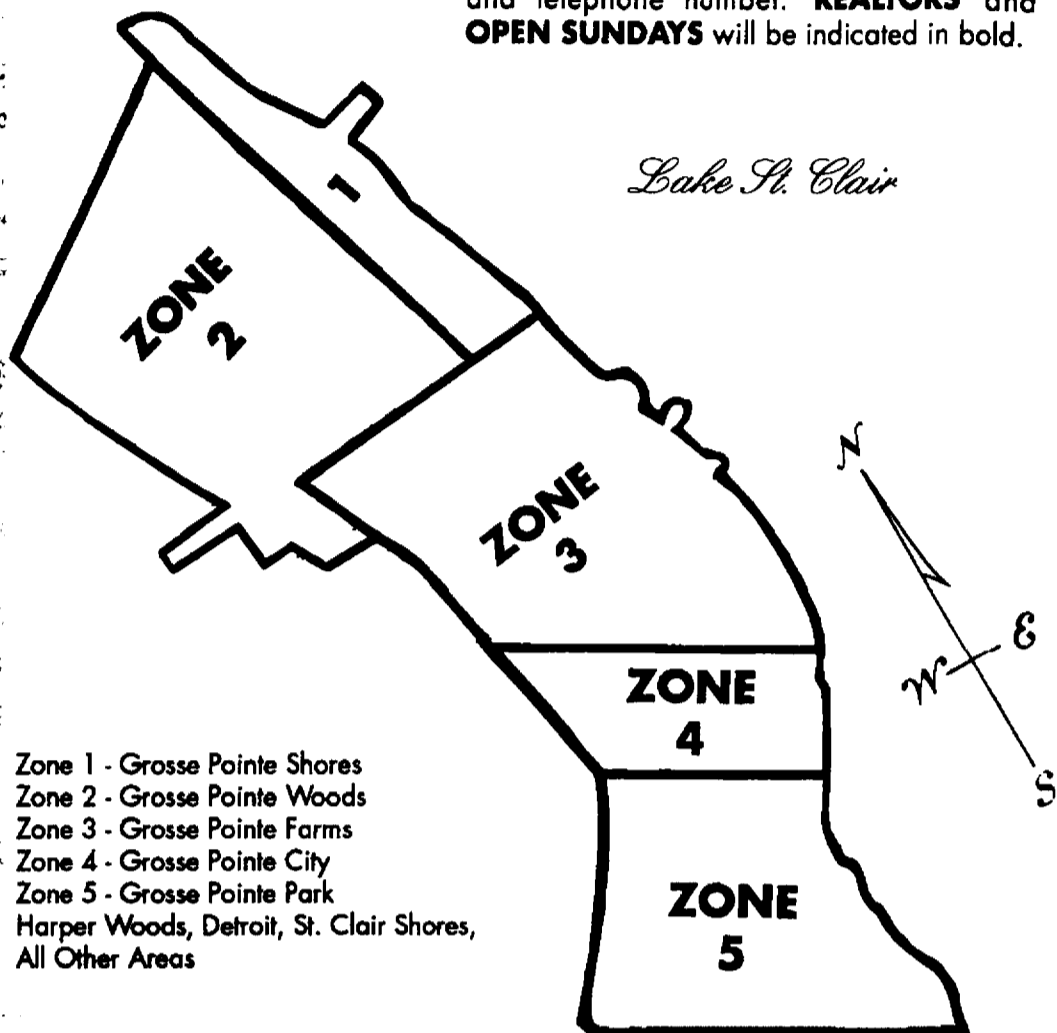 and telephone number. REALTORS and
OPEN SUNDAYS will be indicated in bold.
Lake St. Clair
1
ZONE
2
ZONE
3
N
E
W
S
ZONE
4
Zone 1 - Grosse Pointe Shores
Zone 2 - Grosse Pointe Woods
Zone 3 - Grosse Pointe Farms
Zone 4 - Grosse Pointe City
Zone 5 - Grosse Pointe Park
Harper Woods, Detroit, St. Clair Shores,
All Other Areas
ZONE
5